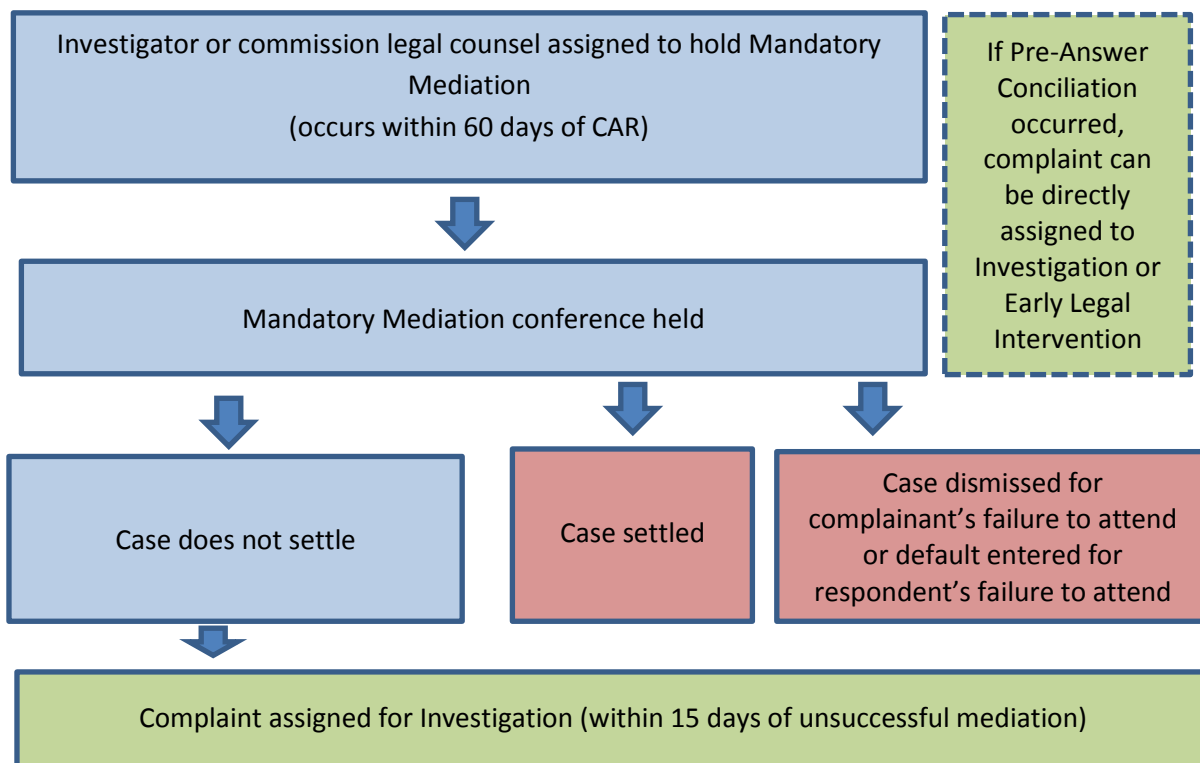 Investigator or commission legal counsel assigned to hold Mandatory
Mediation
(occurs within 60 days of CAR)
If Pre-Answer
Conciliation
occurred,
complaint can
be directly
assigned to
Investigation or
Early Legal
Intervention
Mandatory Mediation conference held
Case does not settle
Case settled
Case dismissed for
complainant’s failure to attend
or default entered for
respondent’s failure to attend
Complaint assigned for Investigation (within 15 days of unsuccessful mediation)